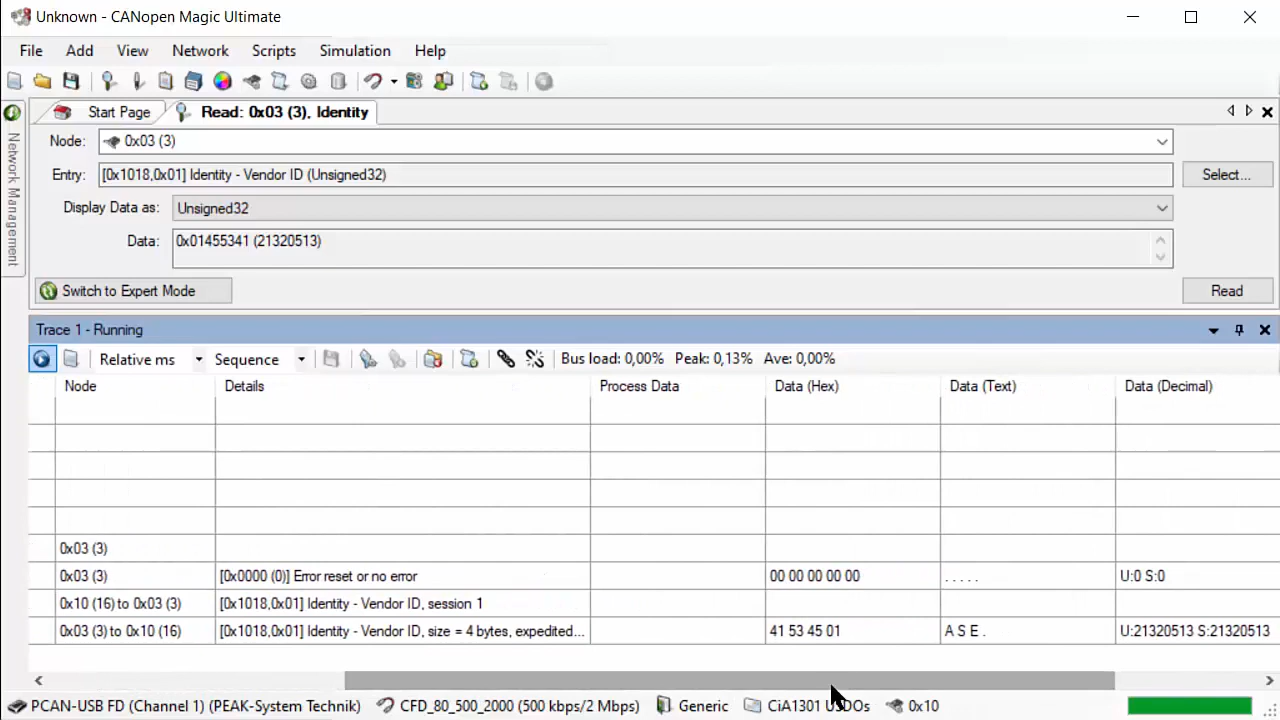 Unknown - CANopen Magic Ultimate
File Add View Network Scripts Simulation Help
Start Page Read: 0x03 (3), Identity
Network Management
Node: 0x03 (3)
Entry: [0x1018,0x01] Identity - Vendor ID (Unsigned32) Select...
Display Data as: Unsigned32
Data: 0x01455341 (21320513)
Switch to Expert Mode Read
Trace 1 - Running
Relative ms Sequence Bus load: 0,00% Peak: 0,13% Ave: 0,00%
Node Details Process Data Data (Hex) Data (Text) Data (Decimal)
0x03 (3)
0x03 (3) [0x0000 (0)] Error reset or no error 00 00 00 00 00 . . . . . U:0 S:0
0x10 (16) to 0x03 (3) [0x1018,0x01] Identity - Vendor ID, session 1
0x03 (3) to 0x10 (16) [0x1018,0x01] Identity - Vendor ID, size = 4 bytes, expedited... 41 53 45 01 A S E . U:21320513 S:21320513
PCAN-USB FD (Channel 1) (PEAK-System Technik) CFD_80_500_2000 (500 kbps/2 Mbps) Generic CiA1301 0x10